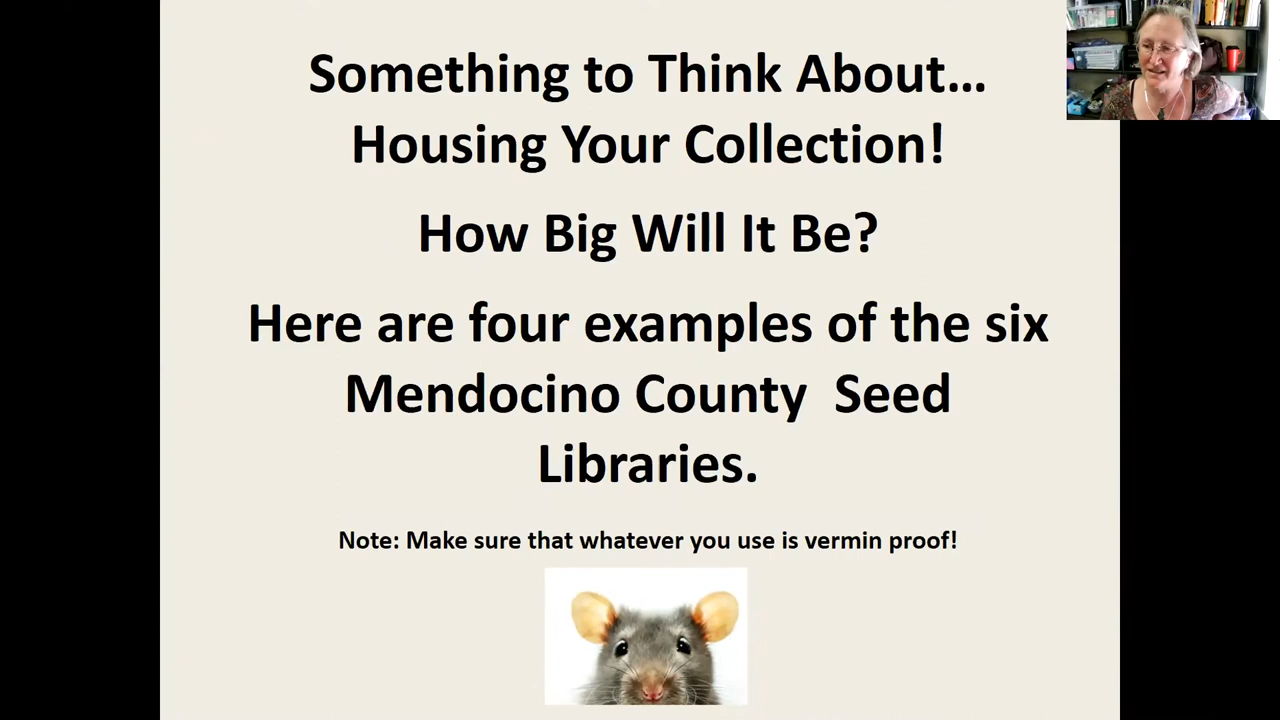 Something to Think About…
Housing Your Collection!
How Big Will It Be?
Here are four examples of the six
Mendocino County  Seed
Libraries.
Note: Make sure that whatever you use is vermin proof!